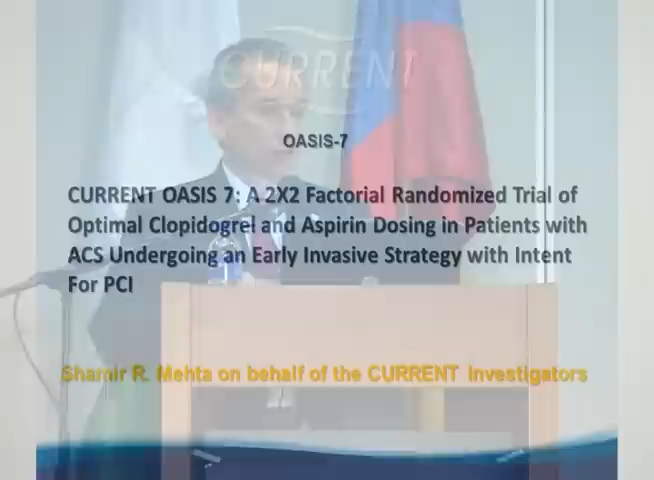 CURRENT
OASIS-7
CURRENT OASIS 7: A 2X2 Factorial Randomized Trial of
Optimal Clopidogrel and Aspirin Dosing in Patients with
ACS Undergoing an Early Invasive Strategy with Intent
For PCI
Shamir R. Mehta on behalf of the CURRENT Investigators